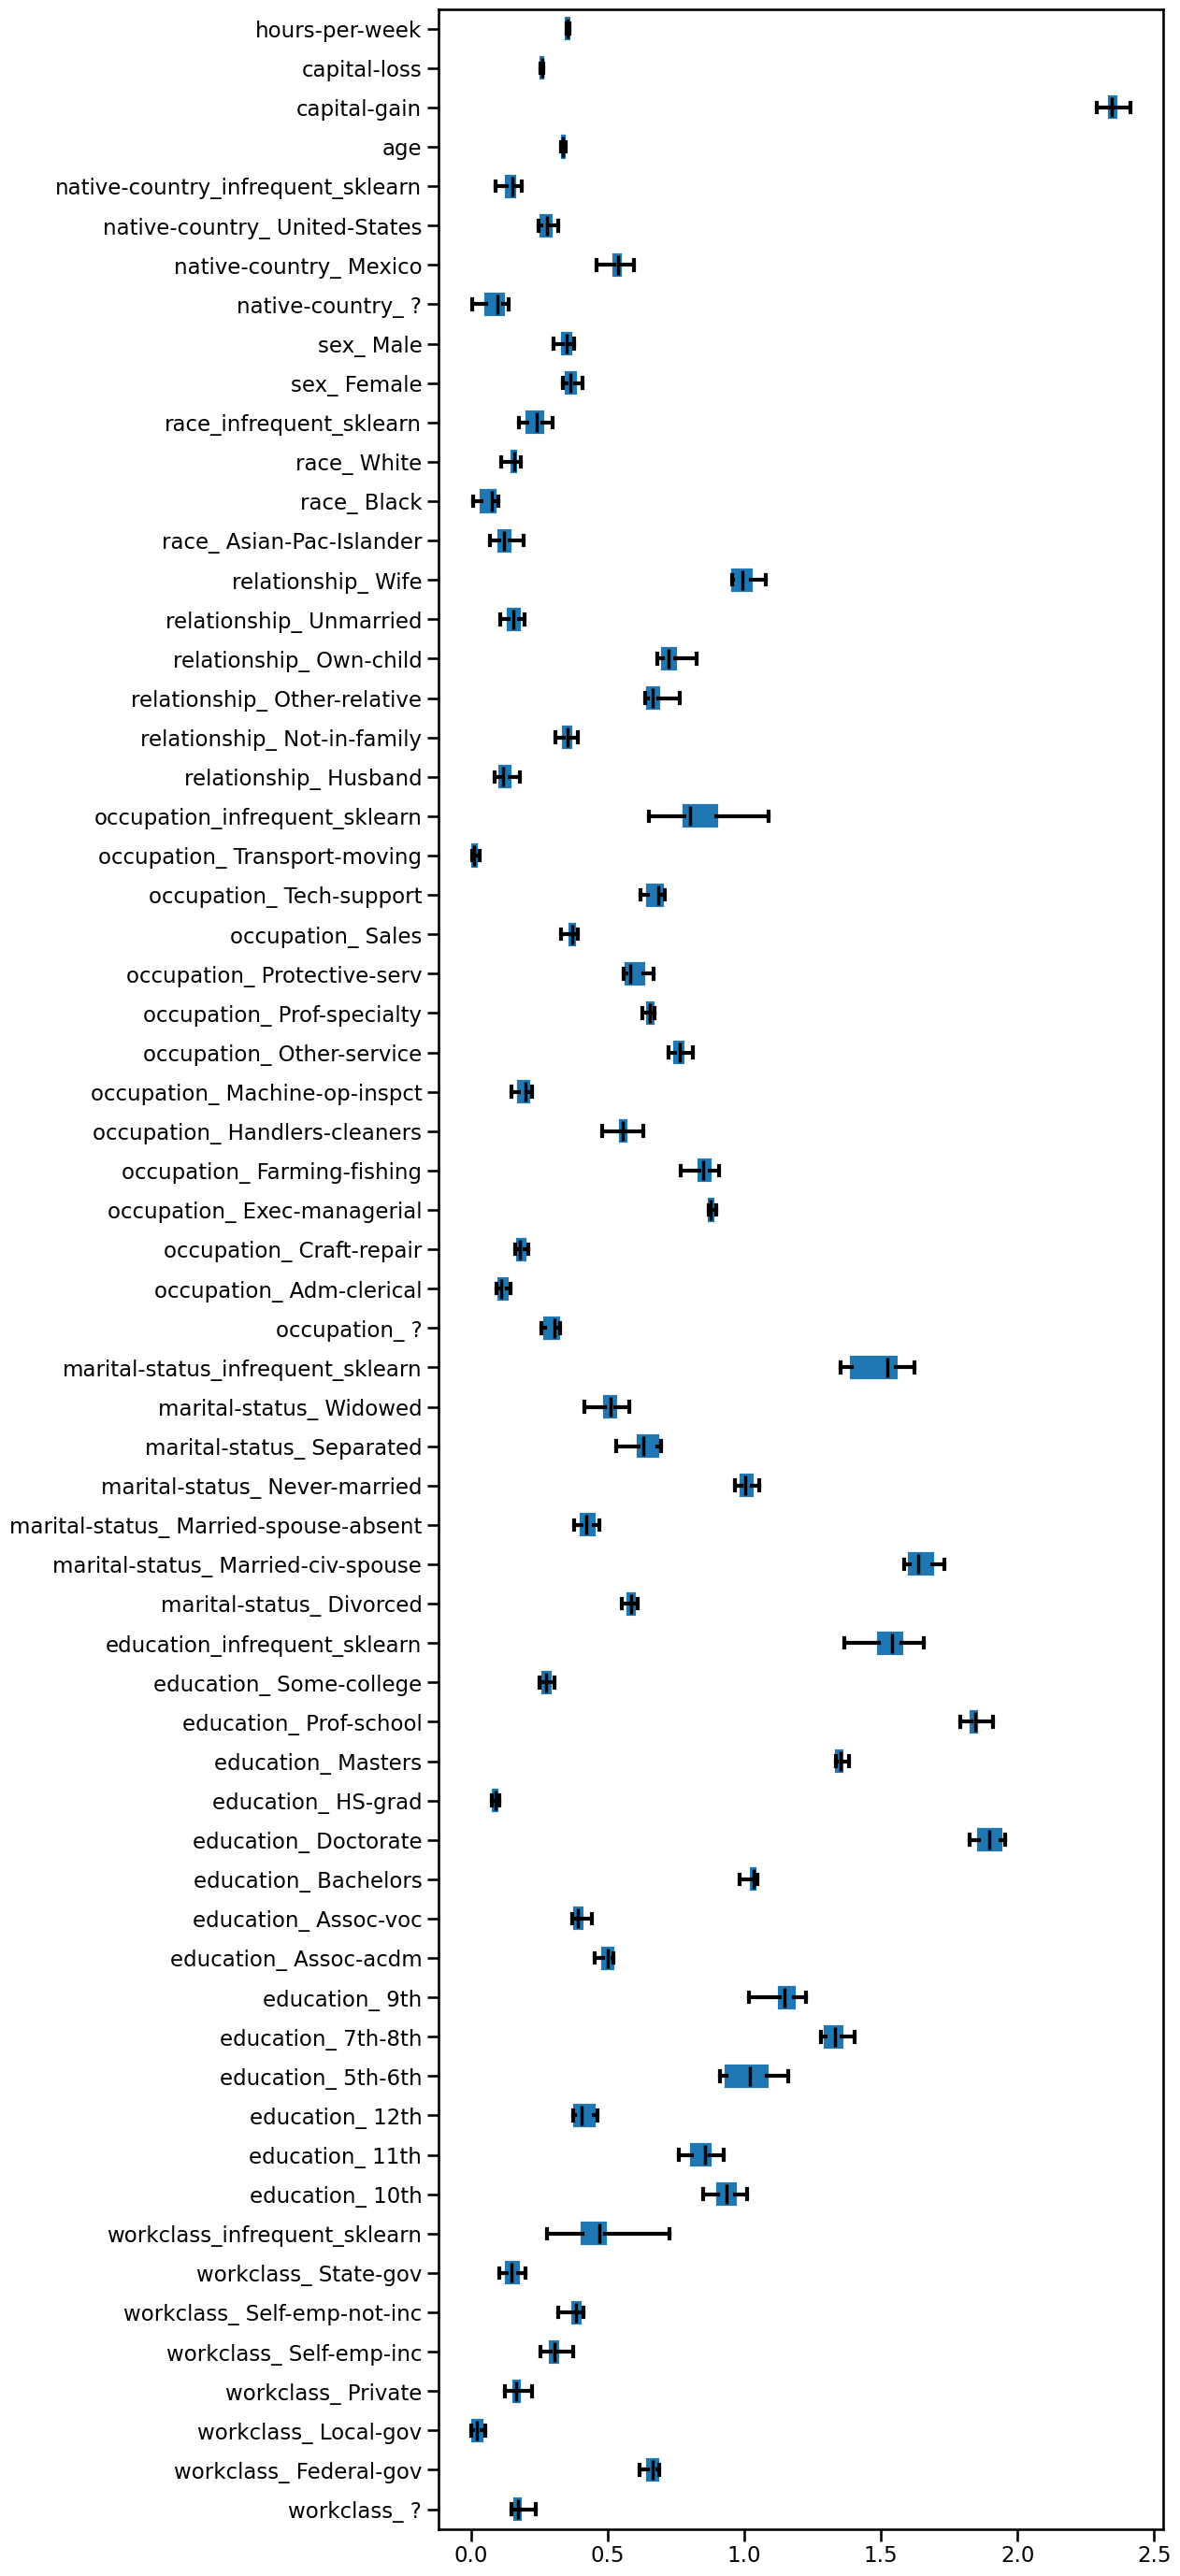 hours-per-week
capital-loss
capital-gain
age
native-country_infrequent_sklearn
native-country_ United-States
native-country_ Mexico
native-country_ ?
sex_ Male
sex_ Female
race_infrequent_sklearn
race_ White
race_ Black
race_ Asian-Pac-Islander
relationship_ Wife
relationship_ Unmarried
relationship_ Own-child
relationship_ Other-relative
relationship_ Not-in-family
relationship_ Husband
occupation_infrequent_sklearn
occupation_ Transport-moving
occupation_ Tech-support
occupation_ Sales
occupation_ Protective-serv
occupation_ Prof-specialty
occupation_ Other-service
occupation_ Machine-op-inspct
occupation_ Handlers-cleaners
occupation_ Farming-fishing
occupation_ Exec-managerial
occupation_ Craft-repair
occupation_ Adm-clerical
occupation_ ?
marital-status_infrequent_sklearn
marital-status_ Widowed
marital-status_ Separated
marital-status_ Never-married
marital-status_ Married-spouse-absent
marital-status_ Married-civ-spouse
marital-status_ Divorced
education_infrequent_sklearn
education_ Some-college
education_ Prof-school
education_ Masters
education_ HS-grad
education_ Doctorate
education_ Bachelors
education_ Assoc-voc
education_ Assoc-acdm
education_ 9th
education_ 7th-8th
education_ 5th-6th
education_ 12th
education_ 11th
education_ 10th
workclass_infrequent_sklearn
workclass_ State-gov
workclass_ Self-emp-not-inc
workclass_ Self-emp-inc
workclass_ Private
workclass_ Local-gov
workclass_ Federal-gov
workclass_ ?
0.0 0.5 1.0 1.5 2.0 2.5